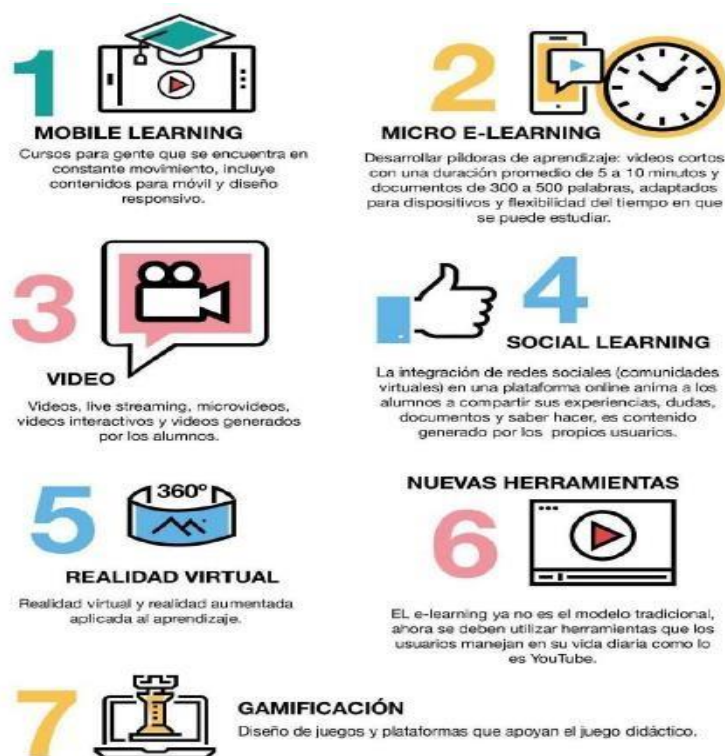 1
MOBILE LEARNING
Cursos para gente que se encuentra en
constante movimiento, incluye
contenidos para móvil y diseño
responsivo.
2
MICRO E-LEARNING
Desarrollar píldoras de aprendizaje: videos cortos
con una duración promedio de 5 a 10 minutos y
documentos de 300 a 500 palabras, adaptados
para dispositivos y flexibilidad del tiempo en que
se puede estudiar.
3
VIDEO
Videos, live streaming, microvideos,
videos interactivos y videos generados
por los alumnos.
4
SOCIAL LEARNING
La integración de redes sociales (comunidades
virtuales) en una plataforma online anima a los
alumnos a compartir sus experiencias, dudas,
documentos y saber hacer, es contenido
generado por los propios usuarios.
5
360º
REALIDAD VIRTUAL
Realidad virtual y realidad aumentada
aplicada al aprendizaje.
NUEVAS HERRAMIENTAS
6
EL e-learning ya no es el modelo tradicional,
ahora se deben utilizar herramientas que los
usuarios manejan en su vida diaria como lo
es YouTube.
7
GAMIFICACIÓN
Diseño de juegos y plataformas que apoyan el juego didáctico.